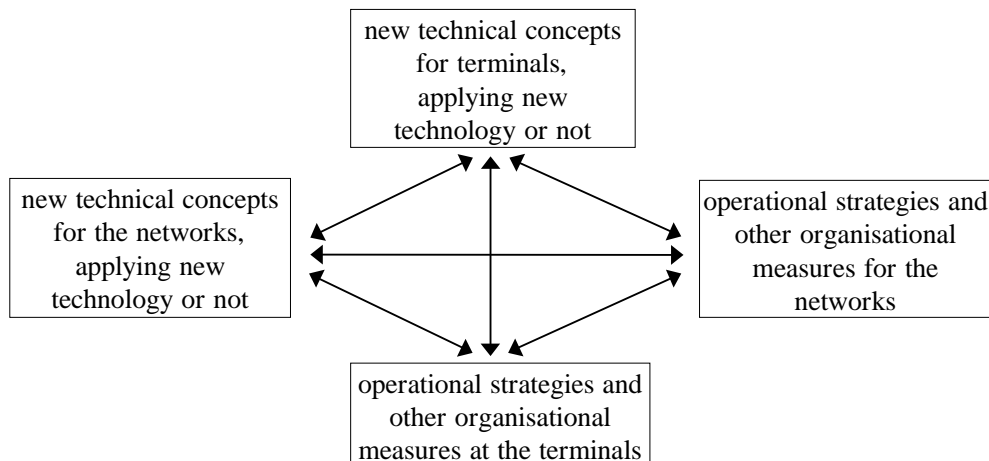 new technical concepts
for terminals,
applying new
technology or not
new technical concepts
for the networks,
applying new
technology or not
operational strategies and
other organisational
measures for the
networks
operational strategies and
other organisational
measures at the terminals